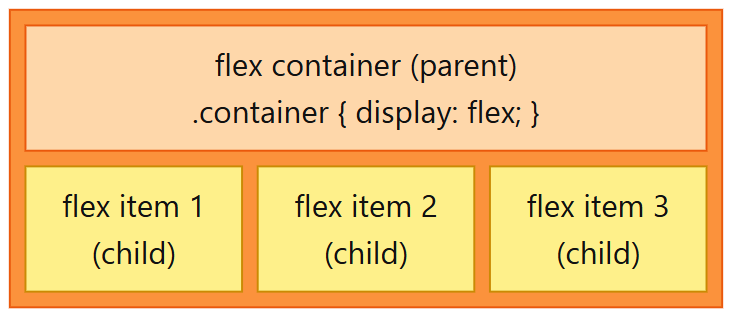 flex container (parent)
.container { display: flex; }
flex item 1
(child)
flex item 2
(child)
flex item 3
(child)